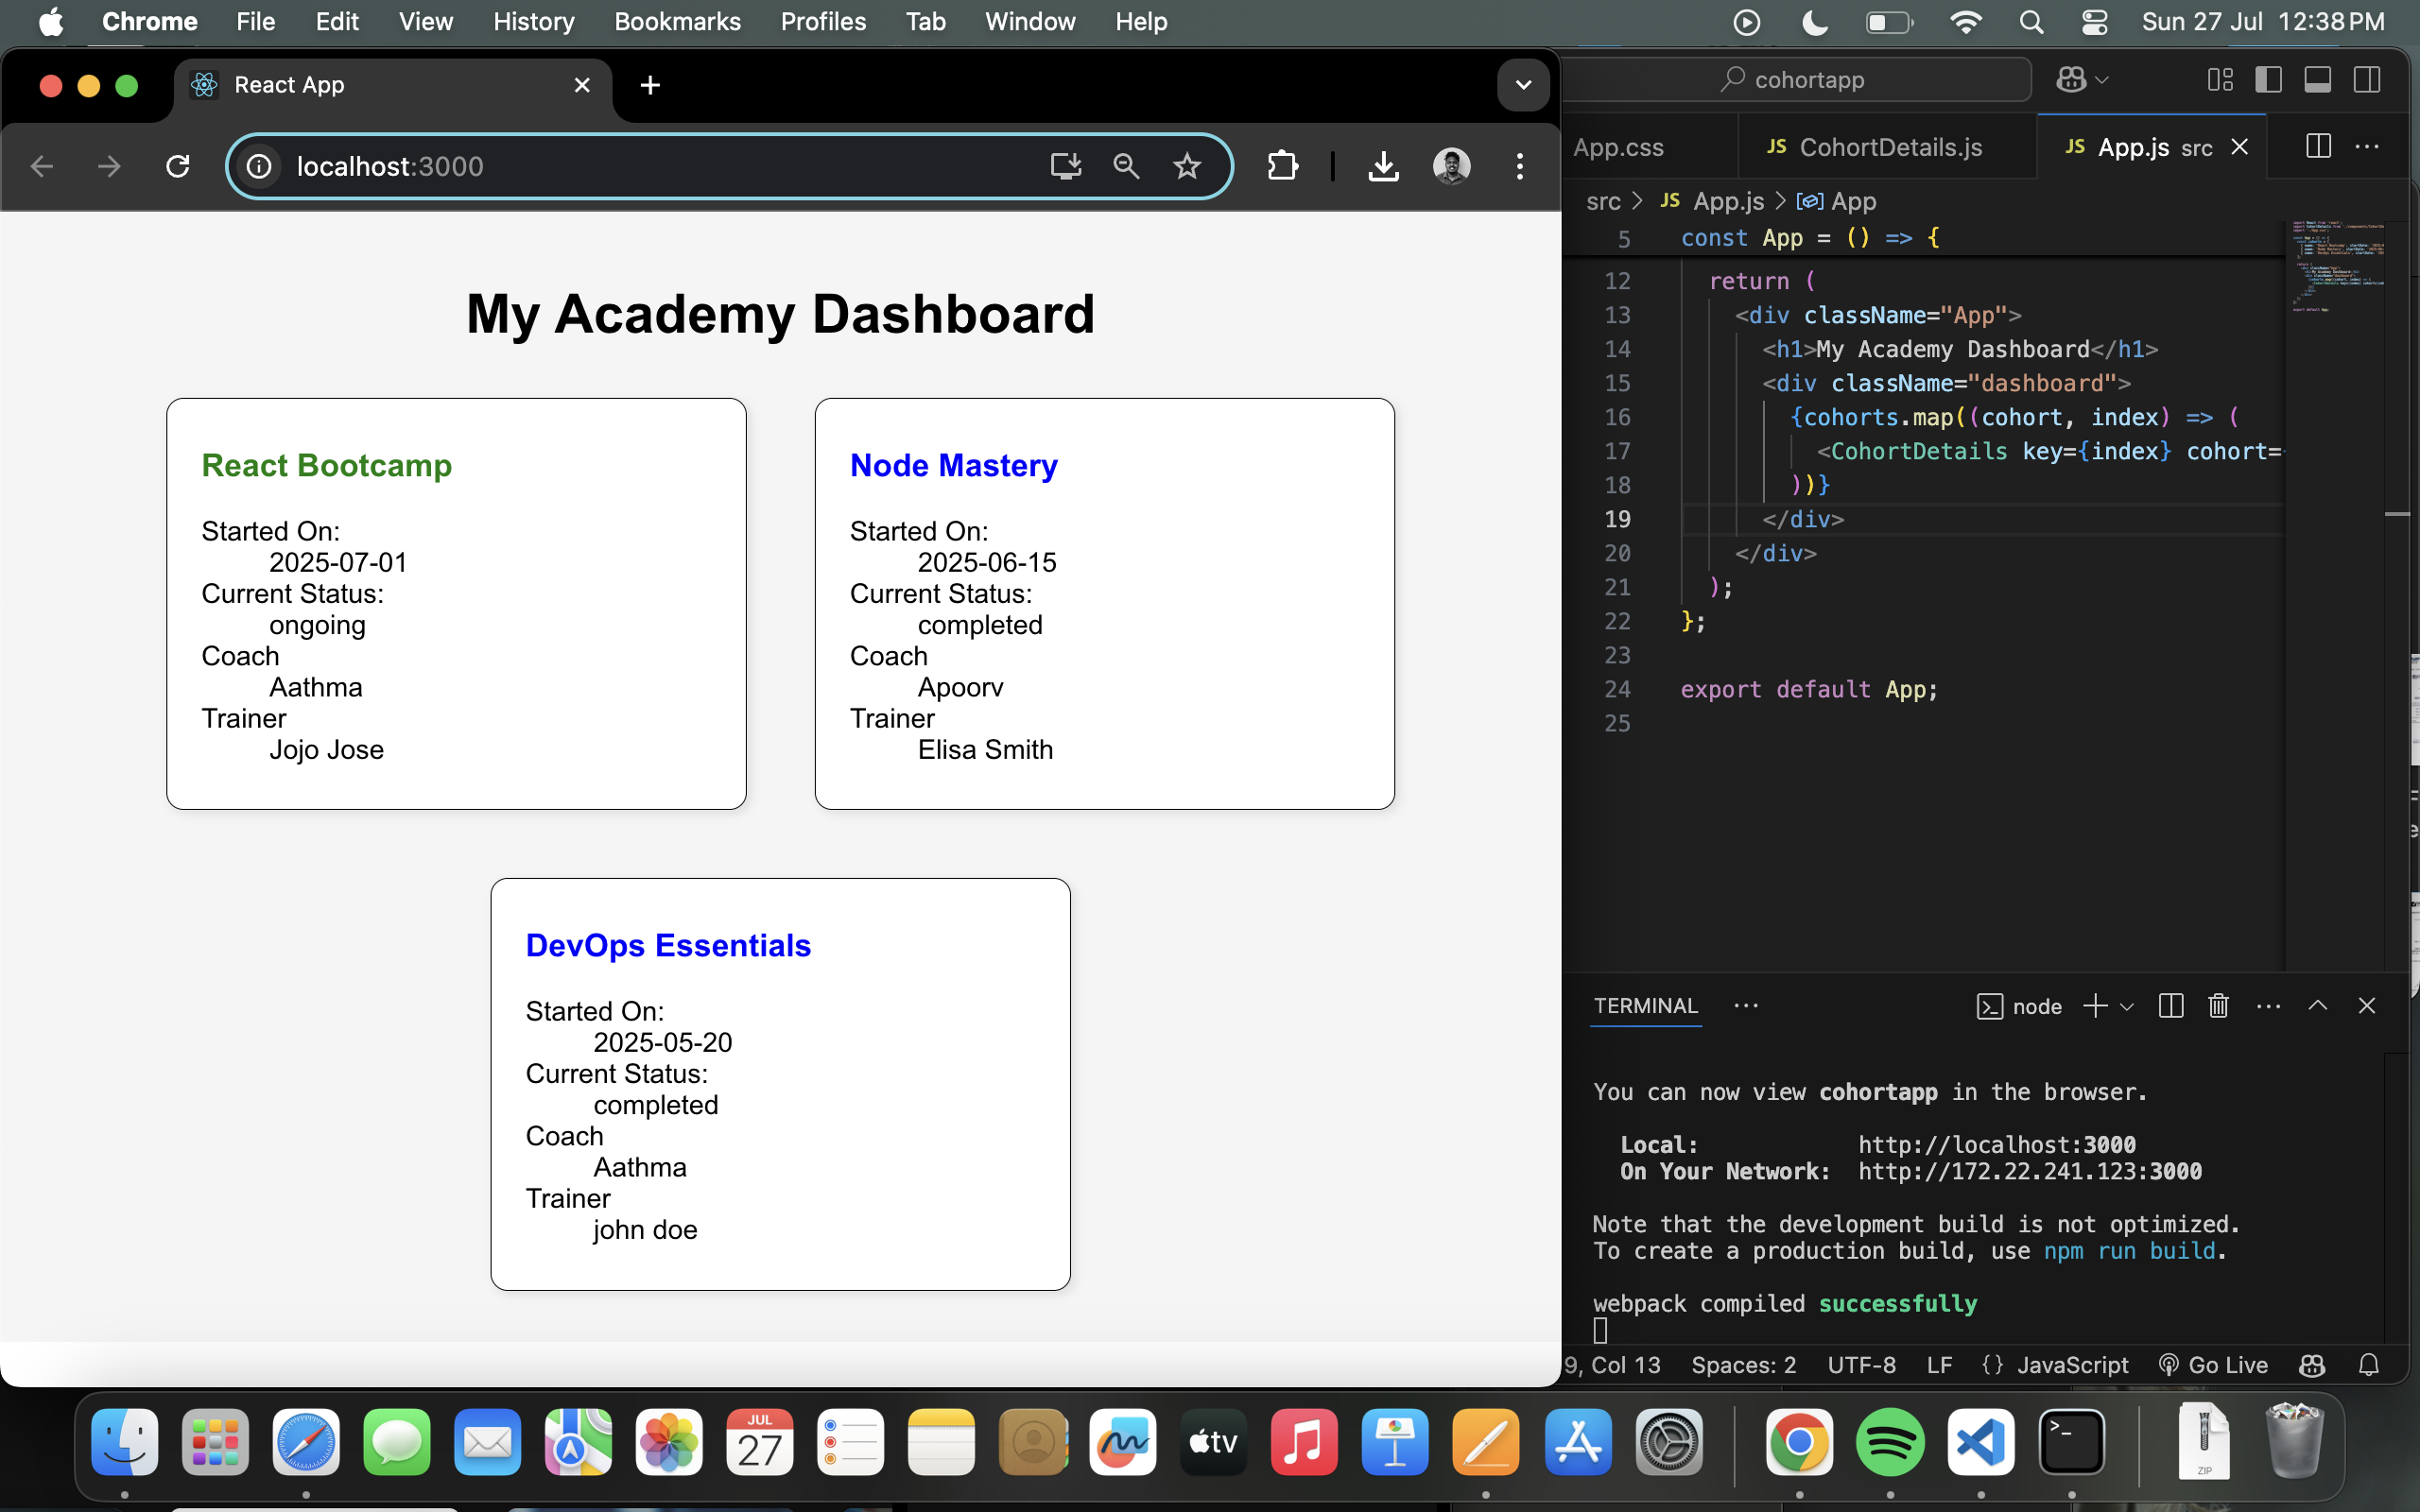 Chrome File Edit View History Bookmarks Profiles Tab Window Help Sun 27 Jul 12:38 PM
React App
localhost:3000
My Academy Dashboard
React Bootcamp
Started On:
2025-07-01
Current Status:
ongoing
Coach
Aathma
Trainer
Jojo Jose
Node Mastery
Started On:
2025-06-15
Current Status:
completed
Coach
Apoorv
Trainer
Elisa Smith
DevOps Essentials
Started On:
2025-05-20
Current Status:
completed
Coach
Aathma
Trainer
john doe
cohortapp
App.css JS CohortDetails.js JS App.js src
src > JS App.js > App
5 const App = () => {
12 return (
13 <div className="App">
14 <h1>My Academy Dashboard</h1>
15 <div className="dashboard">
16 {cohorts.map((cohort, index) => (
17 <CohortDetails key={index} cohort=
18 ))}
19 </div>
20 </div>
21 );
22 };
23
24 export default App;
25
TERMINAL node
You can now view cohortapp in the browser.
Local: http://localhost:3000
On Your Network: http://172.22.241.123:3000
Note that the development build is not optimized.
To create a production build, use npm run build.
webpack compiled successfully
9, Col 13 Spaces: 2 UTF-8 LF {} JavaScript Go Live
JUL
27
tv
ZIP